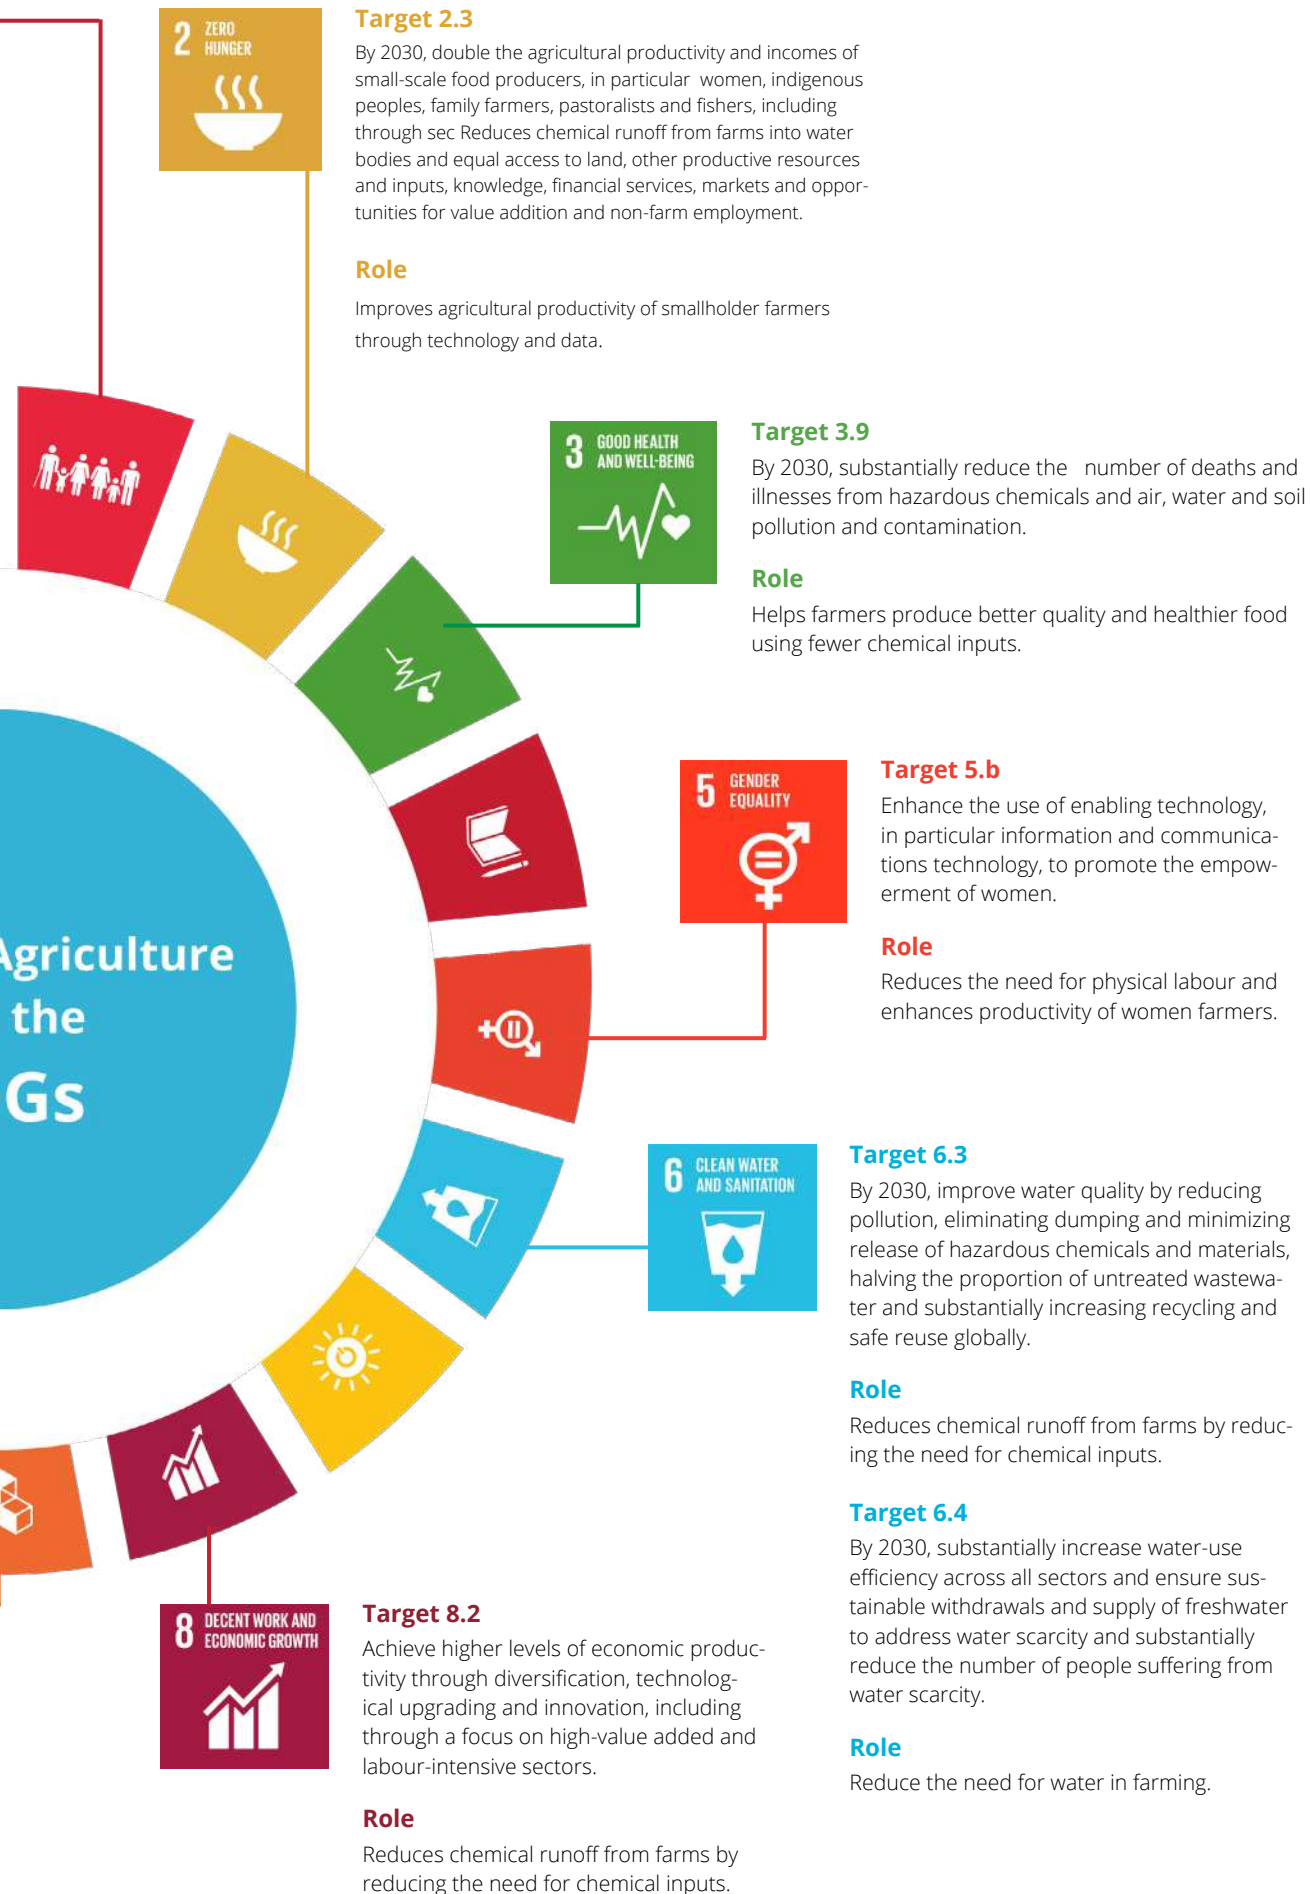 2 ZERO
HUNGER
Target 2.3
By 2030, double the agricultural productivity and incomes of
small-scale food producers, in particular women, indigenous
peoples, family farmers, pastoralists and fishers, including
through sec Reduces chemical runoff from farms into water
bodies and equal access to land, other productive resources
and inputs, knowledge, financial services, markets and oppor-
tunities for value addition and non-farm employment.
Role
Improves agricultural productivity of smallholder farmers
through technology and data.
3 GOOD HEALTH
AND WELL-BEING
Target 3.9
By 2030, substantially reduce the number of deaths and
illnesses from hazardous chemicals and air, water and soil
pollution and contamination.
Role
Helps farmers produce better quality and healthier food
using fewer chemical inputs.
5 GENDER
EQUALITY
Target 5.b
Enhance the use of enabling technology,
in particular information and communica-
tions technology, to promote the empow-
erment of women.
Role
Reduces the need for physical labour and
enhances productivity of women farmers.
Agriculture
the
Gs
6 CLEAN WATER
AND SANITATION
Target 6.3
By 2030, improve water quality by reducing
pollution, eliminating dumping and minimizing
release of hazardous chemicals and materials,
halving the proportion of untreated wastewa-
ter and substantially increasing recycling and
safe reuse globally.
Role
Reduces chemical runoff from farms by reduc-
ing the need for chemical inputs.
Target 6.4
By 2030, substantially increase water-use
efficiency across all sectors and ensure sus-
tainable withdrawals and supply of freshwater
to address water scarcity and substantially
reduce the number of people suffering from
water scarcity.
Role
Reduce the need for water in farming.
8 DECENT WORK AND
ECONOMIC GROWTH
Target 8.2
Achieve higher levels of economic produc-
tivity through diversification, technolog-
ical upgrading and innovation, including
through a focus on high-value added and
labour-intensive sectors.
Role
Reduces chemical runoff from farms by
reducing the need for chemical inputs.